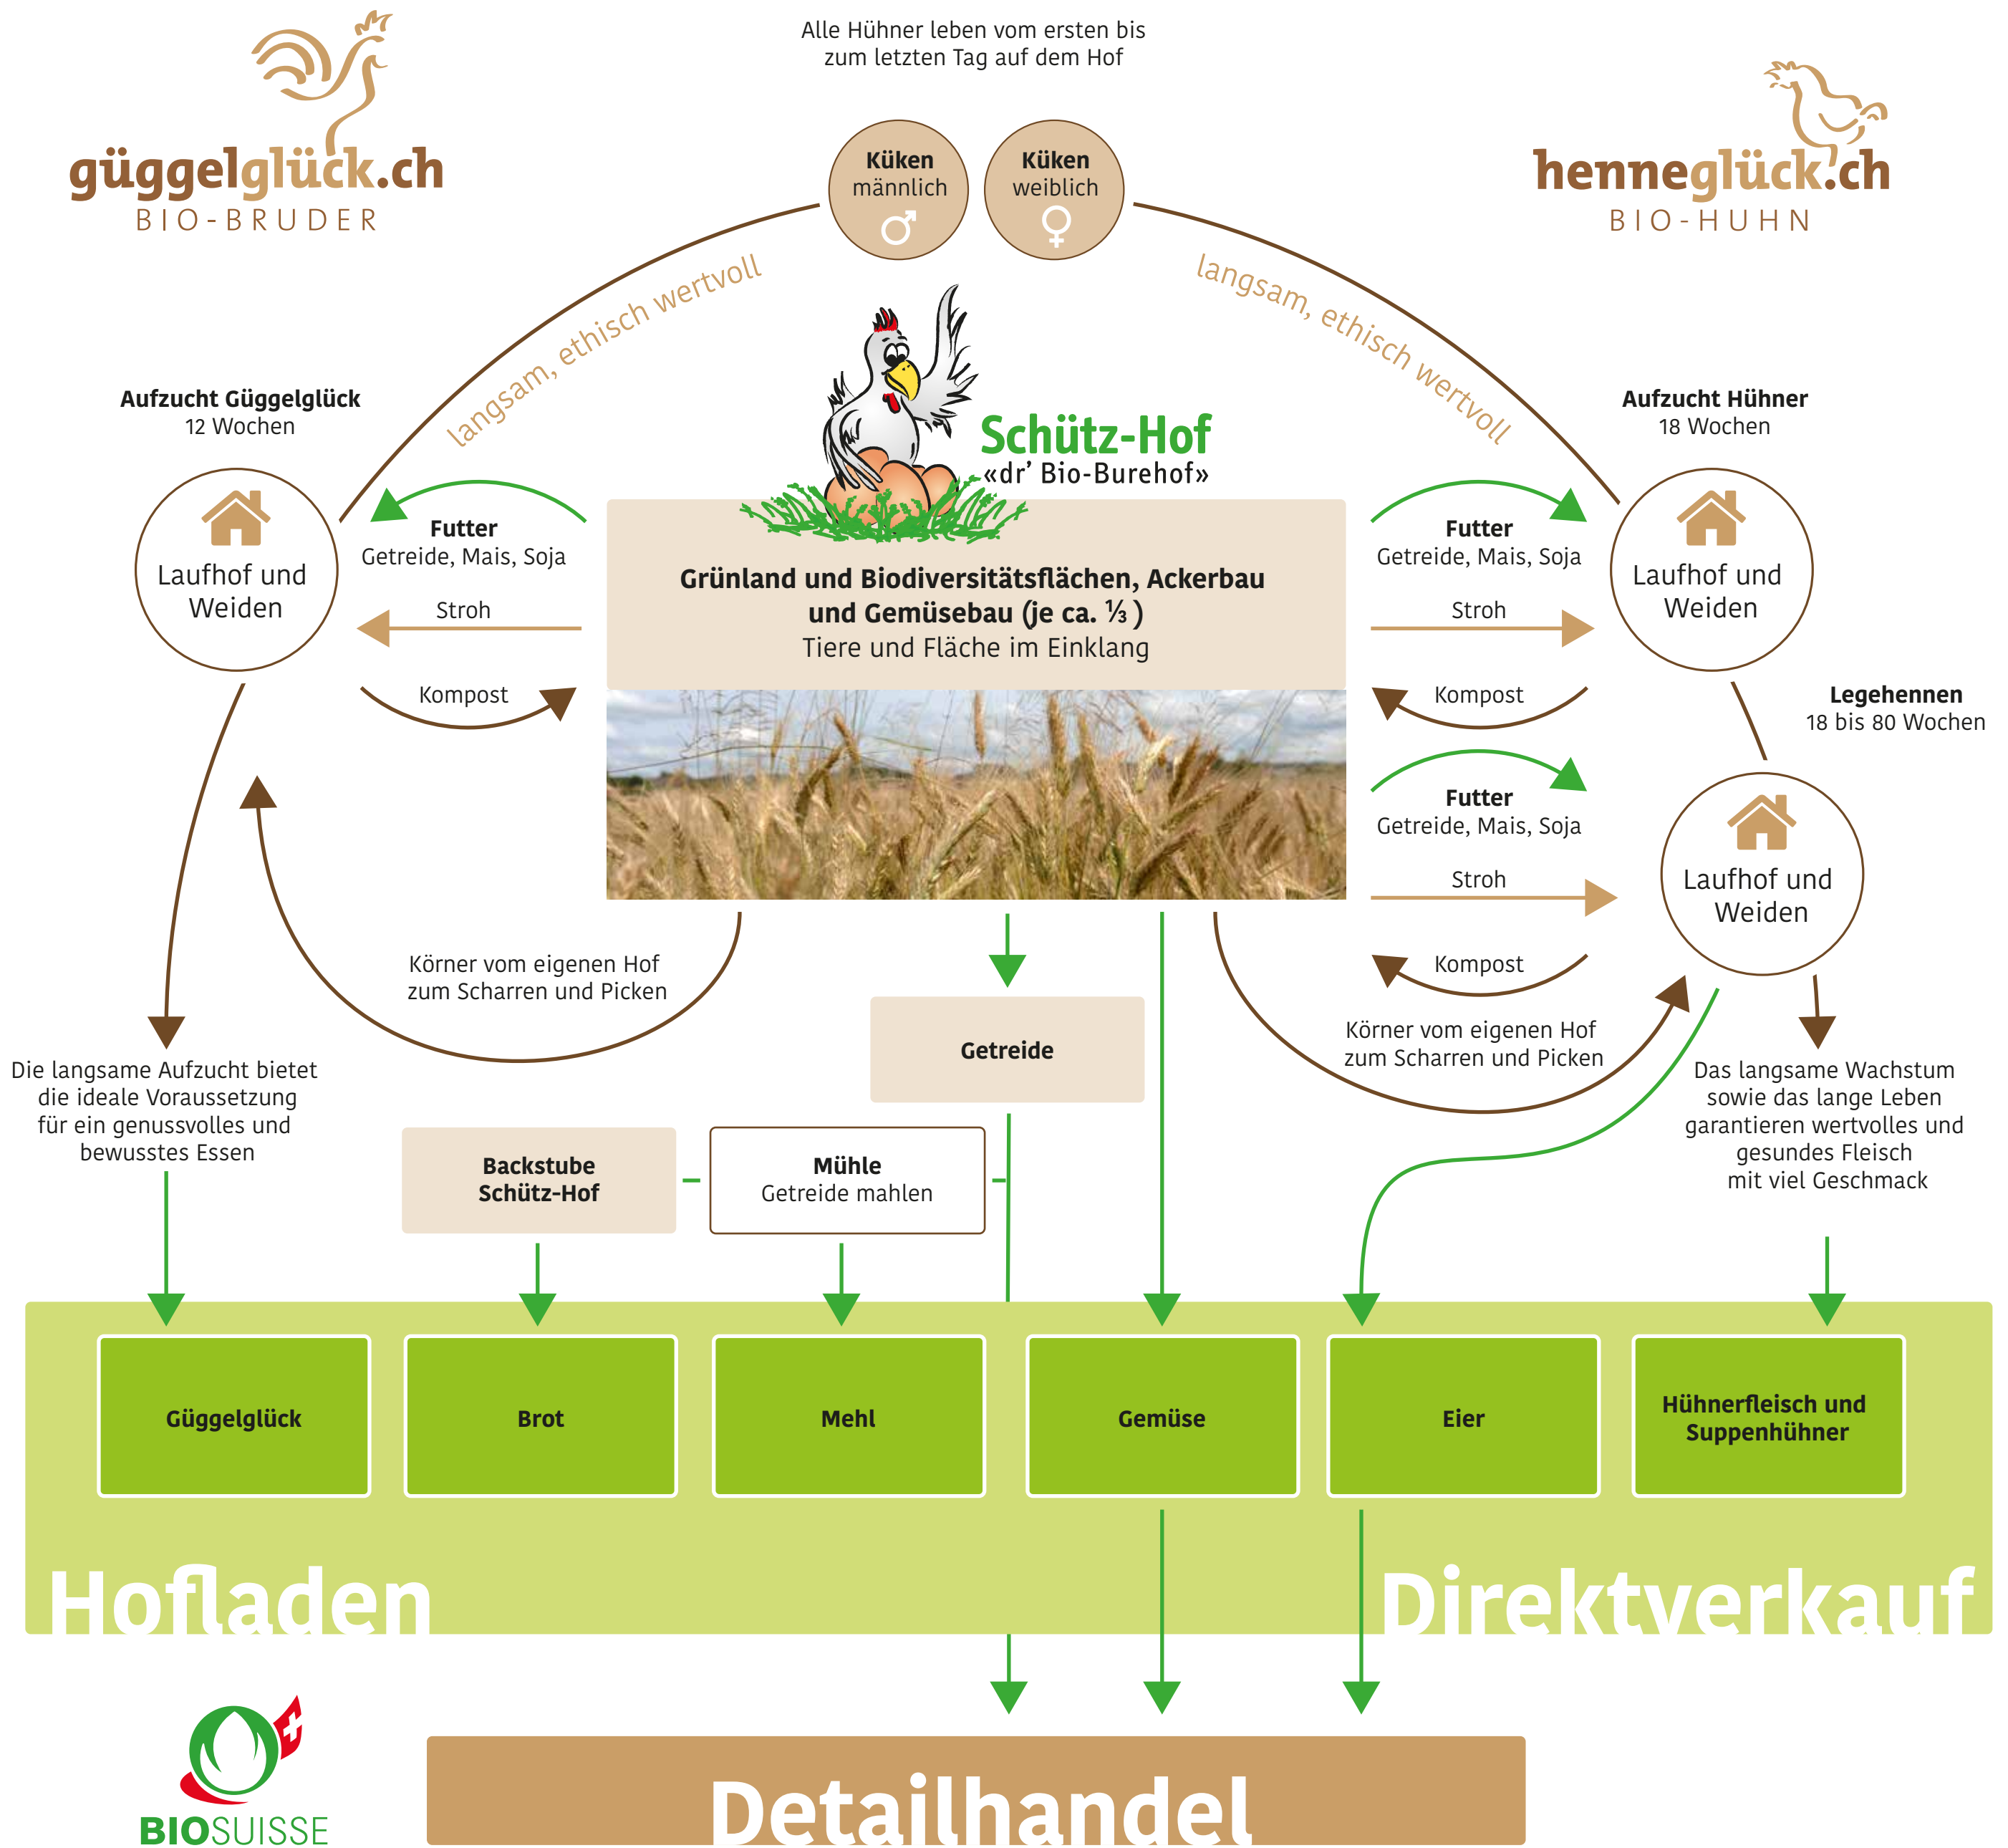 Alle Hühner leben vom ersten bis
zum letzten Tag auf dem Hof
güggelglück.ch
BIO-BRUDER
henneglück.ch
BIO-HUHN
Küken
männlich
Küken
weiblich
langsam, ethisch wertvoll
langsam, ethisch wertvoll
Aufzucht Güggelglück
12 Wochen
Aufzucht Hühner
18 Wochen
Schütz-Hof
«dr’ Bio-Burehof»
Laufhof und
Weiden
Futter
Getreide, Mais, Soja
Stroh
Kompost
Grünland und Biodiversitätsflächen, Ackerbau
und Gemüsebau (je ca. ⅓ )
Tiere und Fläche im Einklang
Futter
Getreide, Mais, Soja
Stroh
Kompost
Laufhof und
Weiden
Legehennen
18 bis 80 Wochen
Futter
Getreide, Mais, Soja
Stroh
Kompost
Laufhof und
Weiden
Körner vom eigenen Hof
zum Scharren und Picken
Körner vom eigenen Hof
zum Scharren und Picken
Die langsame Aufzucht bietet
die ideale Voraussetzung
für ein genussvolles und
bewusstes Essen
Getreide
Das langsame Wachstum
sowie das lange Leben
garantieren wertvolles und
gesundes Fleisch
mit viel Geschmack
Backstube
Schütz-Hof
Mühle
Getreide mahlen
Güggelglück
Brot
Mehl
Gemüse
Eier
Hühnerfleisch und
Suppenhühner
Hofladen
Direktverkauf
BIOSUISSE
Detailhandel